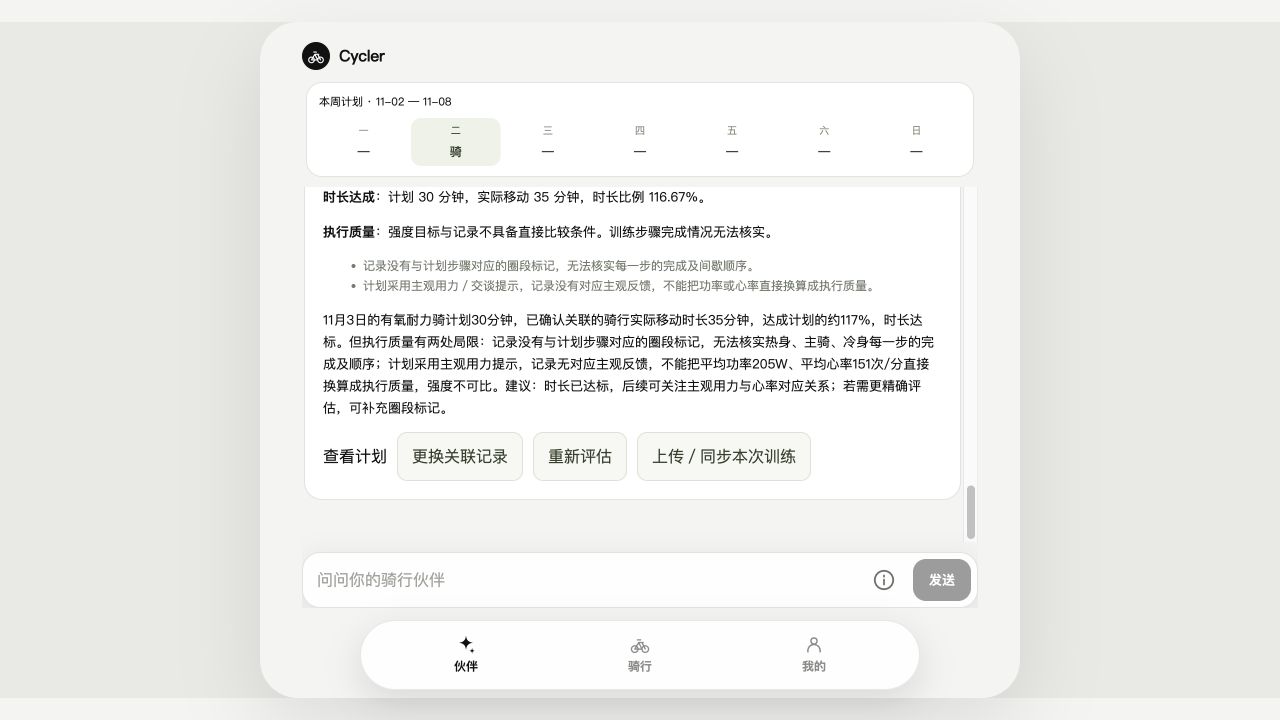 Cycler
本周计划 · 11-02 — 11-08
一 二 三 四 五 六 日
— 骑 — — — — —
时长达成：计划 30 分钟，实际移动 35 分钟，时长比例 116.67%。
执行质量：强度目标与记录不具备直接比较条件。训练步骤完成情况无法核实。
• 记录没有与计划步骤对应的圈段标记，无法核实每一步的完成及间歇顺序。
• 计划采用主观用力 / 交谈提示，记录没有对应主观反馈，不能把功率或心率直接换算成执行质量。
11月3日的有氧耐力骑计划30分钟，已确认关联的骑行实际移动时长35分钟，达成计划的约117%，时长达
标。但执行质量有两处局限：记录没有与计划步骤对应的圈段标记，无法核实热身、主骑、冷身每一步的完
成及顺序；计划采用主观用力提示，记录无对应主观反馈，不能把平均功率205W、平均心率151次/分直接
换算成执行质量，强度不可比。建议：时长已达标，后续可关注主观用力与心率对应关系；若需更精确评
估，可补充圈段标记。
查看计划 更换关联记录 重新评估 上传 / 同步本次训练
问问你的骑行伙伴 发送
伙伴 骑行 我的